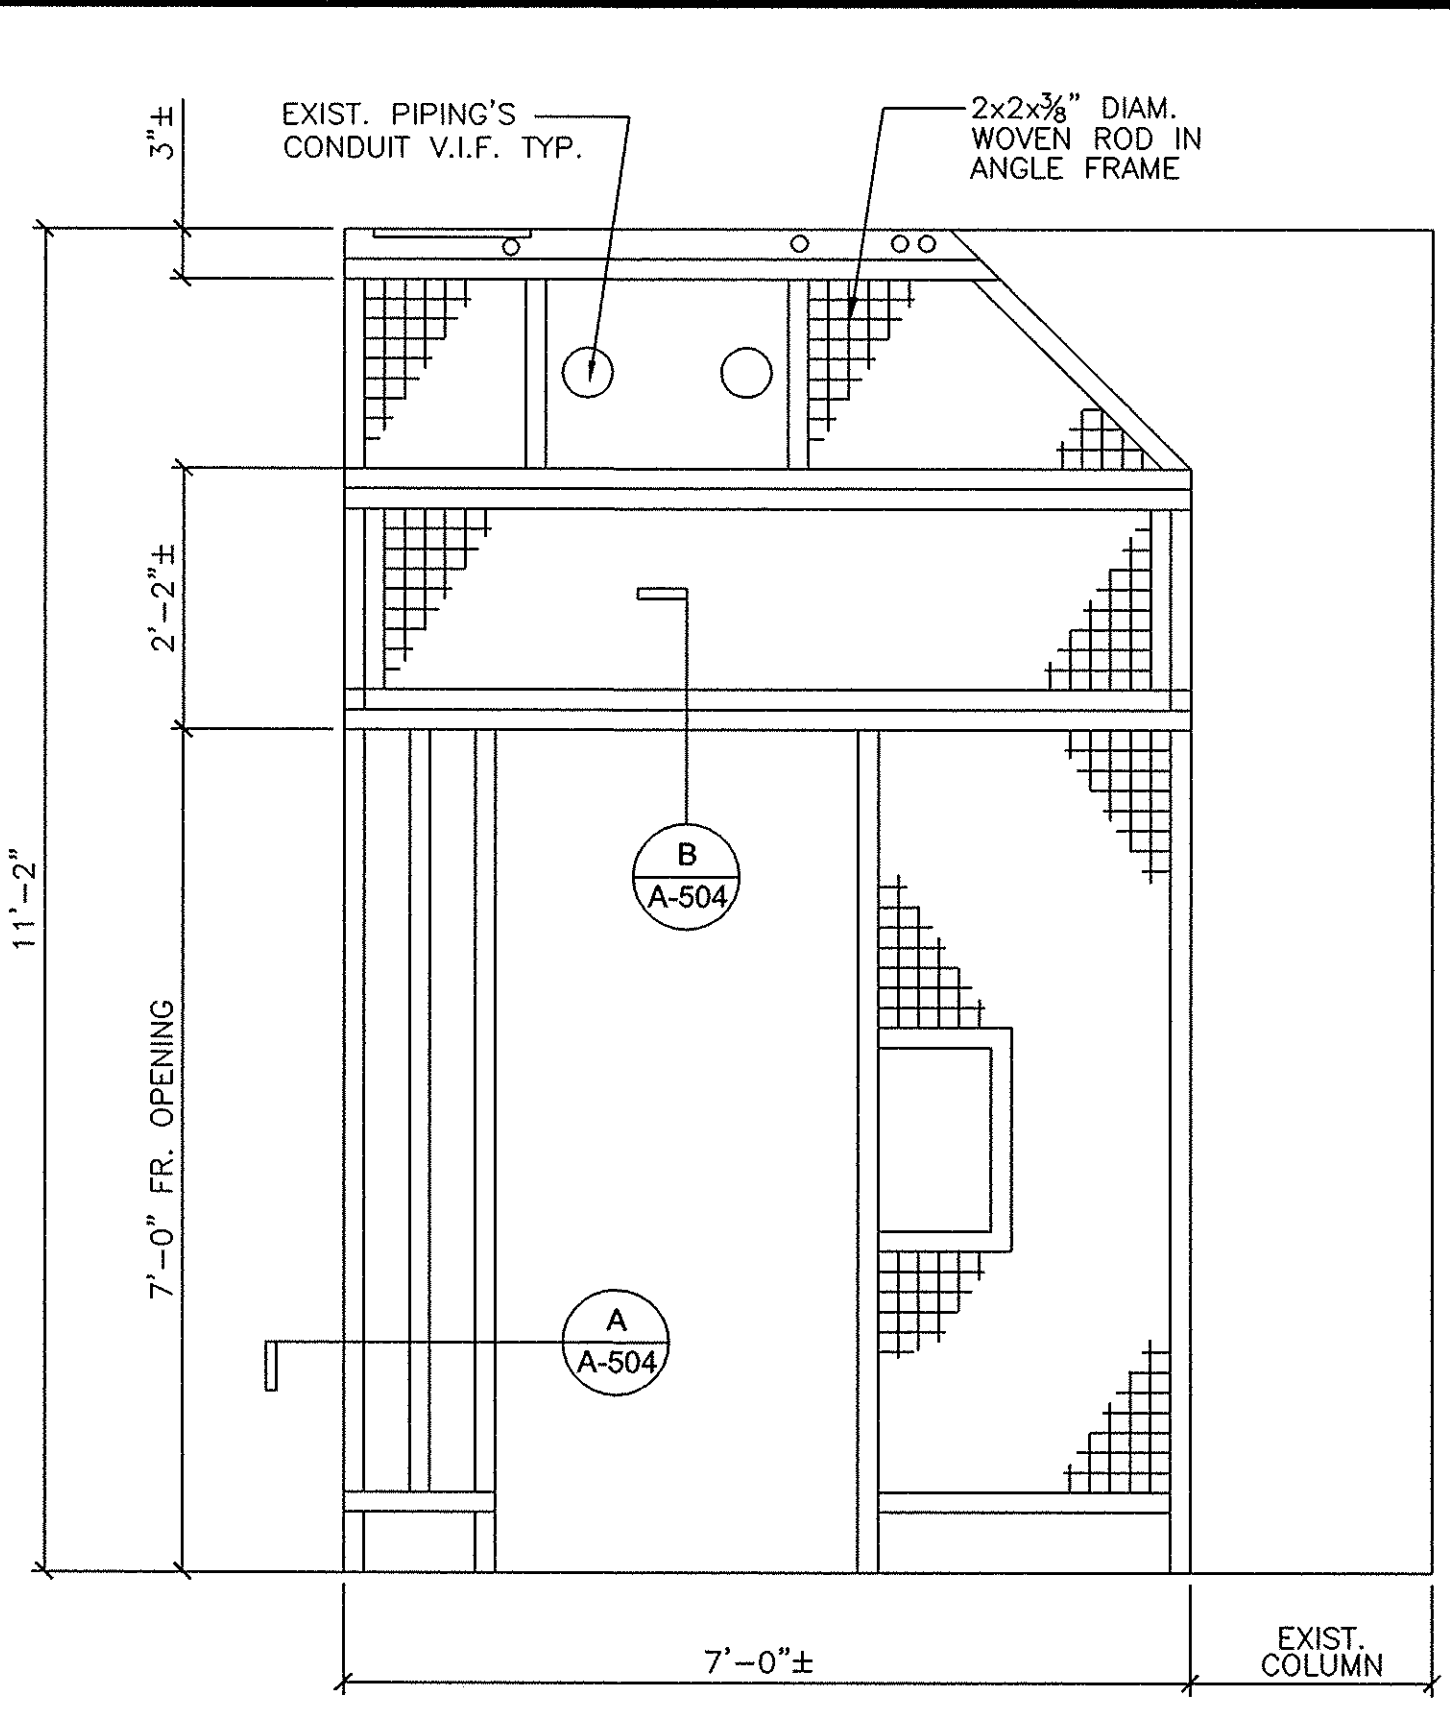 EXIST. PIPING'S
CONDUIT V.I.F. TYP.
2x2x3/8" DIAM.
WOVEN ROD IN
ANGLE FRAME
3"±
2'-2"±
11'-2"
7'-0" FR. OPENING
B
A-504
A
A-504
7'-0"±
EXIST.
COLUMN